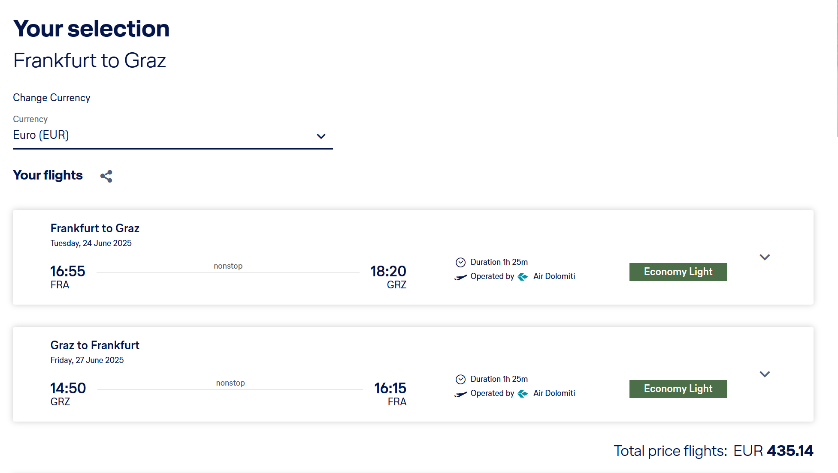 Your selection
Frankfurt to Graz
Change Currency
Currency
Euro (EUR)
Your flights
Frankfurt to Graz
Tuesday, 24 June 2025
16:55 nonstop 18:20
FRA GRZ
Duration 1h 25m
Operated by Air Dolomiti
Economy Light
Graz to Frankfurt
Friday, 27 June 2025
14:50 nonstop 16:15
GRZ FRA
Duration 1h 25m
Operated by Air Dolomiti
Economy Light
Total price flights: EUR 435.14